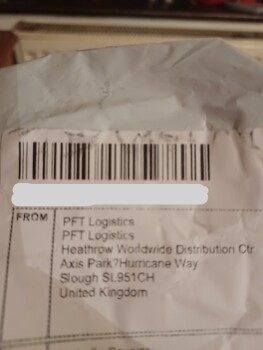 FROM
PFT Logistics
PFT Logistics
Heathrow Worldwide Distribution Ctr
Axis Park?Hurricane Way
Slough SL951CH
United Kingdom